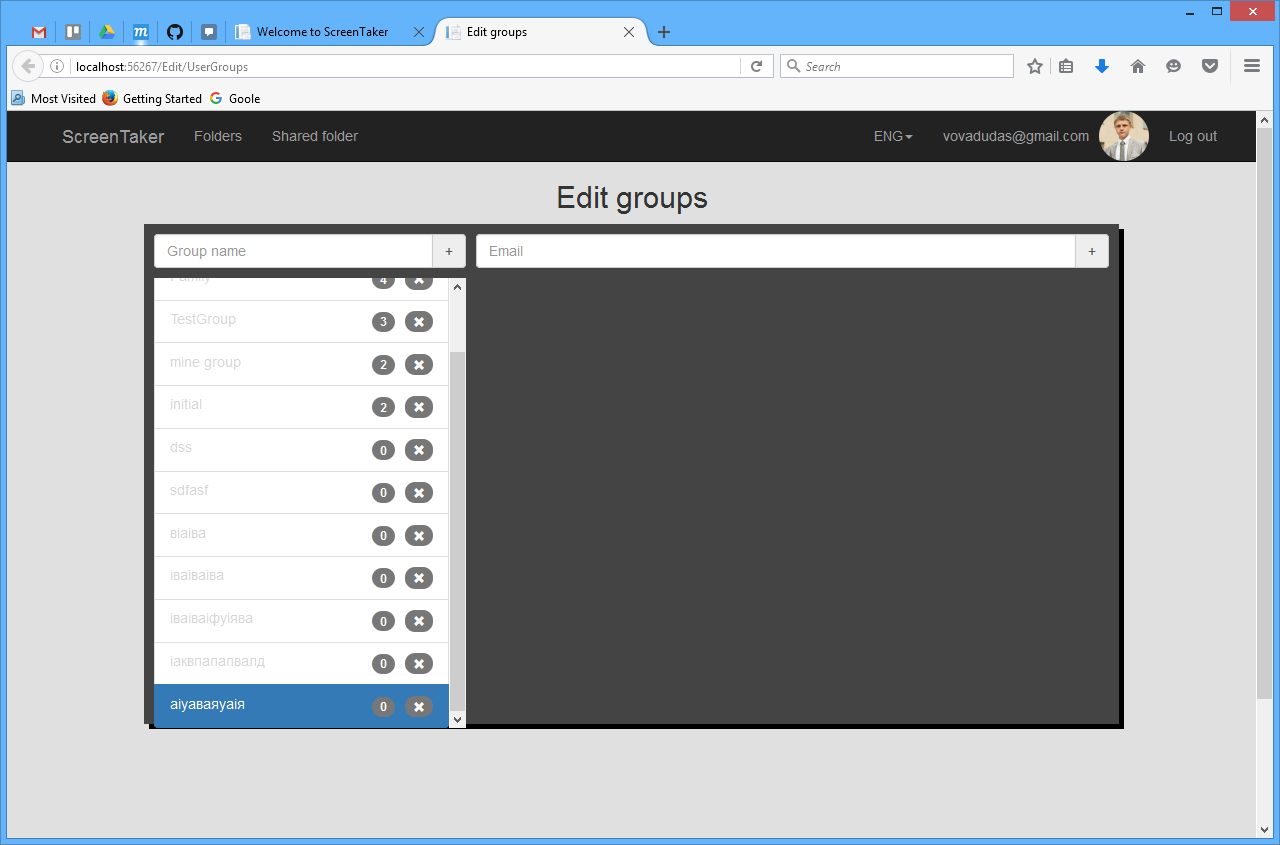 Welcome to ScreenTaker
Edit groups
localhost:56267/Edit/UserGroups
Search
Most Visited
Getting Started
Goole
ScreenTaker
Folders
Shared folder
ENG
vovadudas@gmail.com
Log out
Edit groups
Group name +
Email +
Family 4
TestGroup 3
mine group 2
initial 2
dss 0
sdfasf 0
віаіва 0
іваіваіва 0
іваіваіфуіява 0
іаквпапапвалд 0
аіуаваяуаія 0